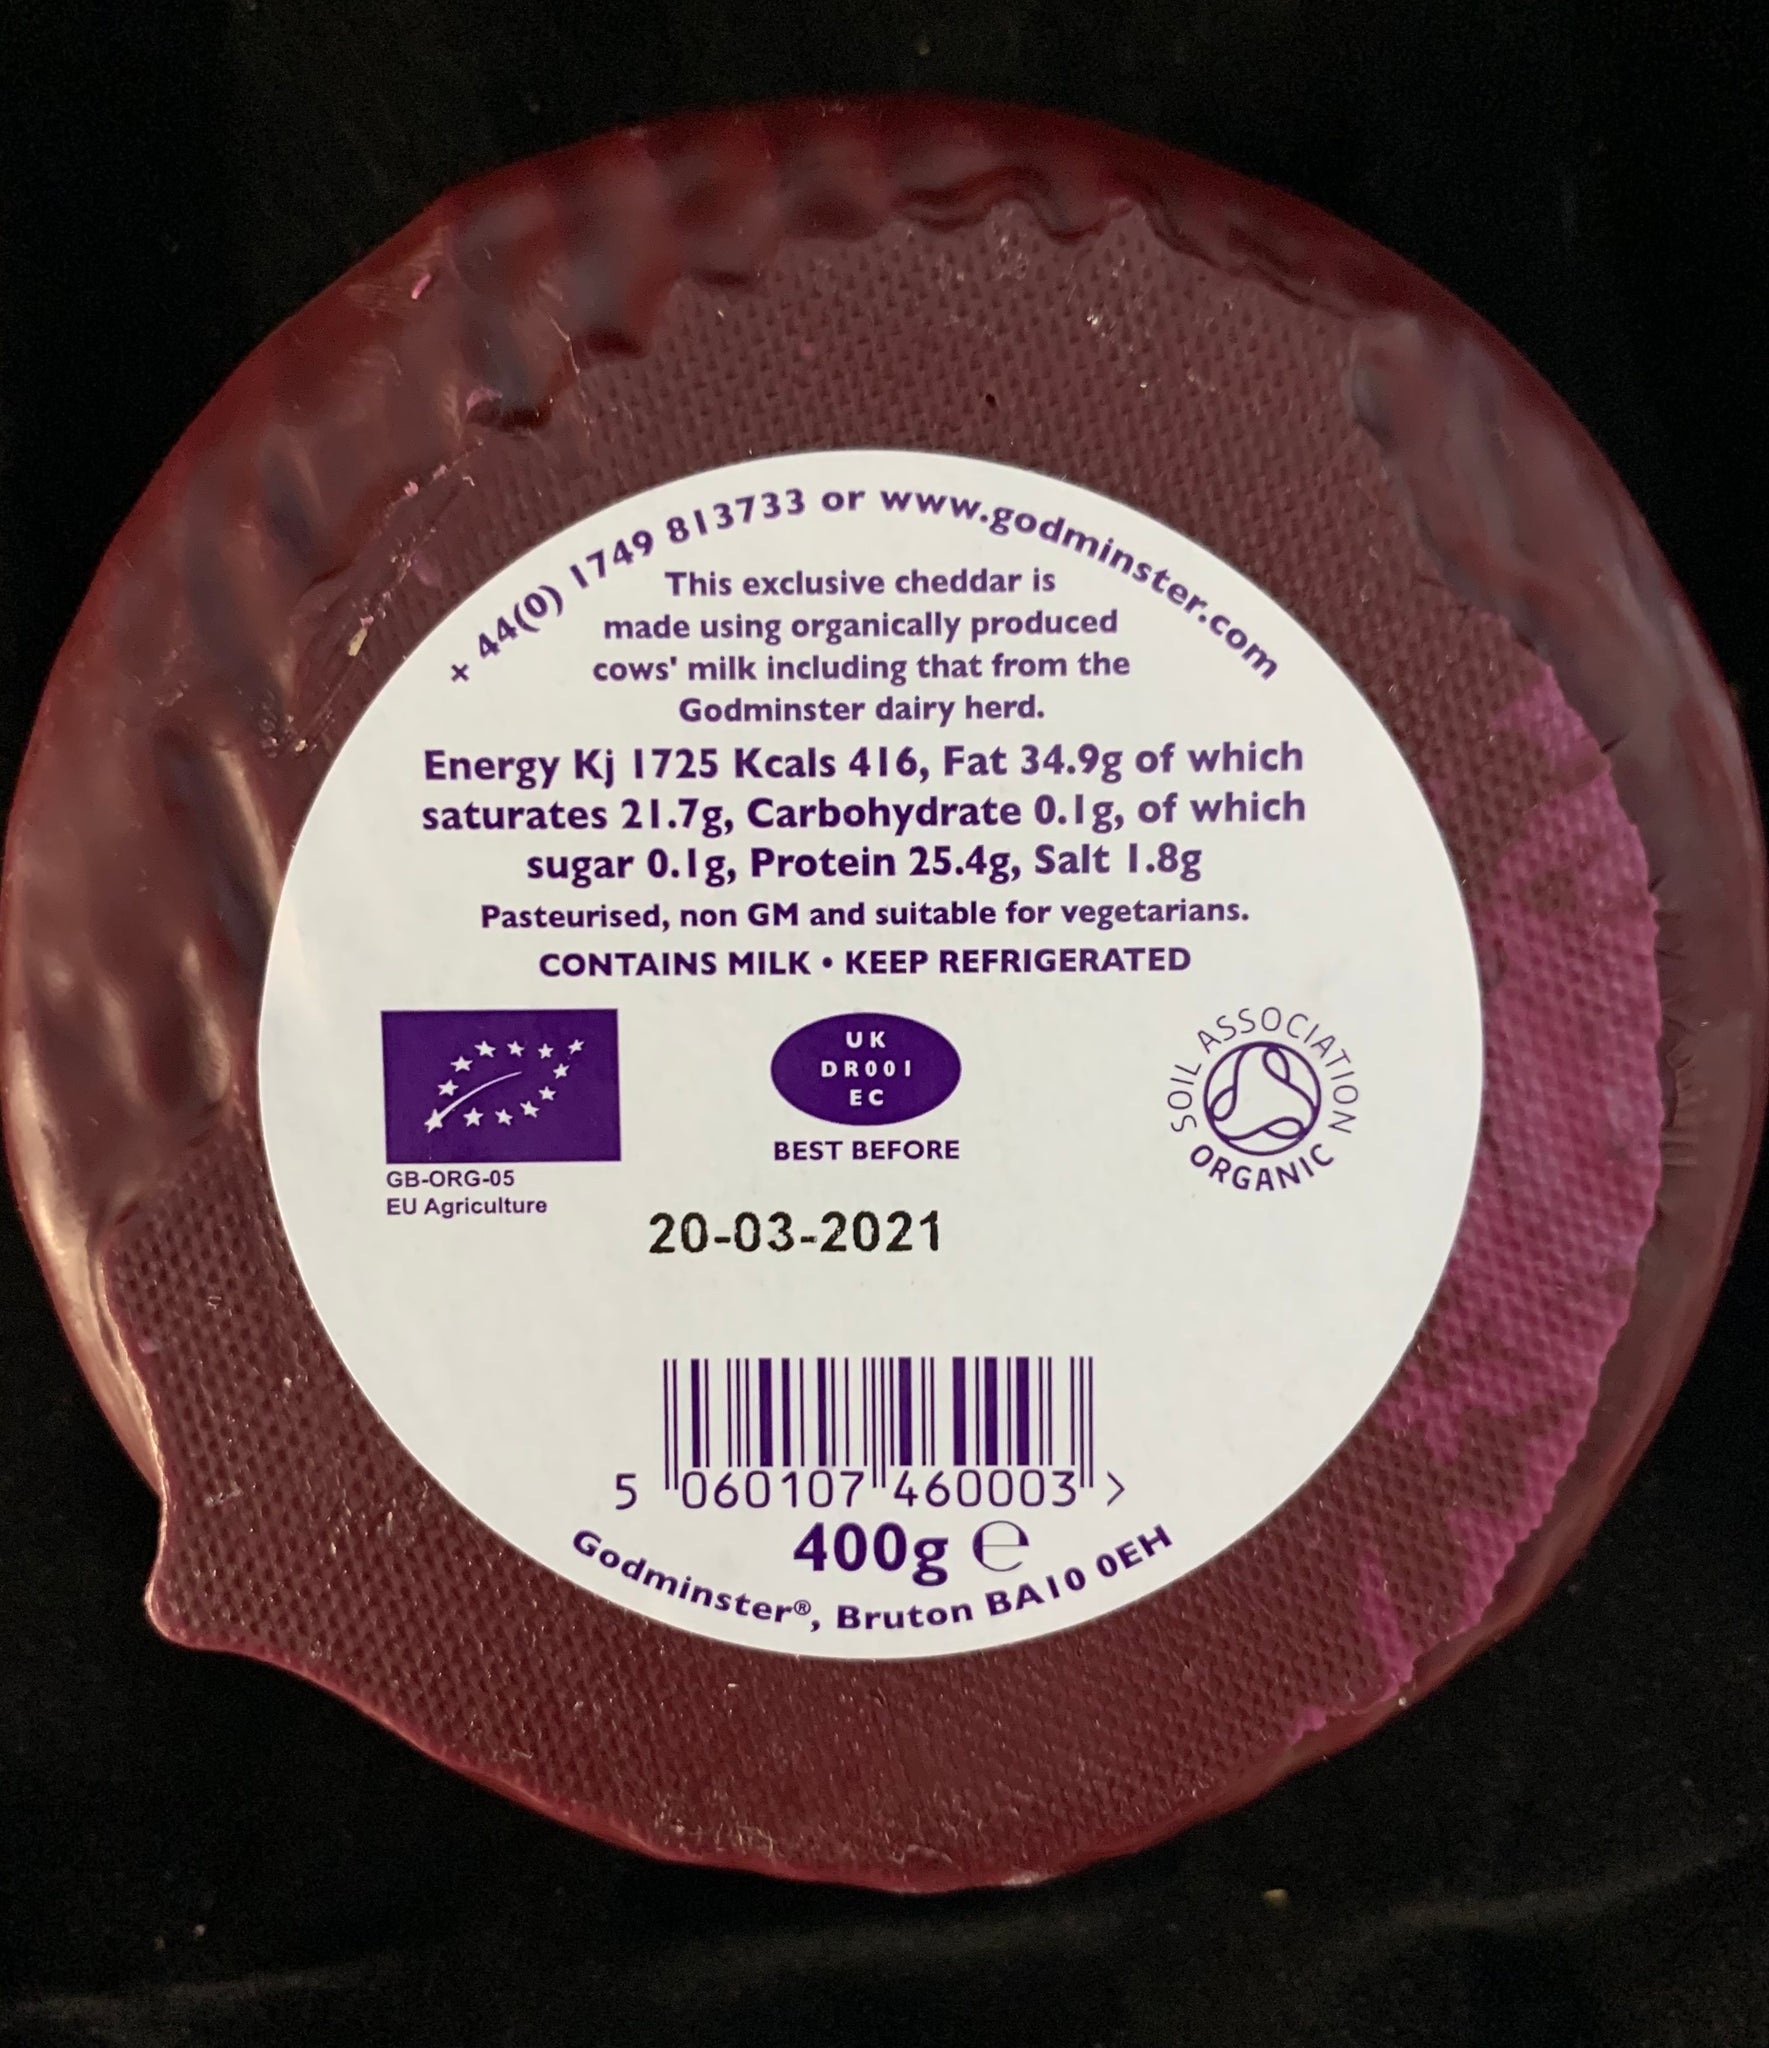 + 44(0) 1749 813733 or www.godminster.com
This exclusive cheddar is
made using organically produced
cows' milk including that from the
Godminster dairy herd.
Energy Kj 1725 Kcals 416, Fat 34.9g of which
saturates 21.7g, Carbohydrate 0.1g, of which
sugar 0.1g, Protein 25.4g, Salt 1.8g
Pasteurised, non GM and suitable for vegetarians.
CONTAINS MILK • KEEP REFRIGERATED
UK
DR001
EC
BEST BEFORE
GB-ORG-05
EU Agriculture
SOIL ASSOCIATION
ORGANIC
20-03-2021
5 060107 460003 >
400g ℮
Godminster®, Bruton BA10 0EH